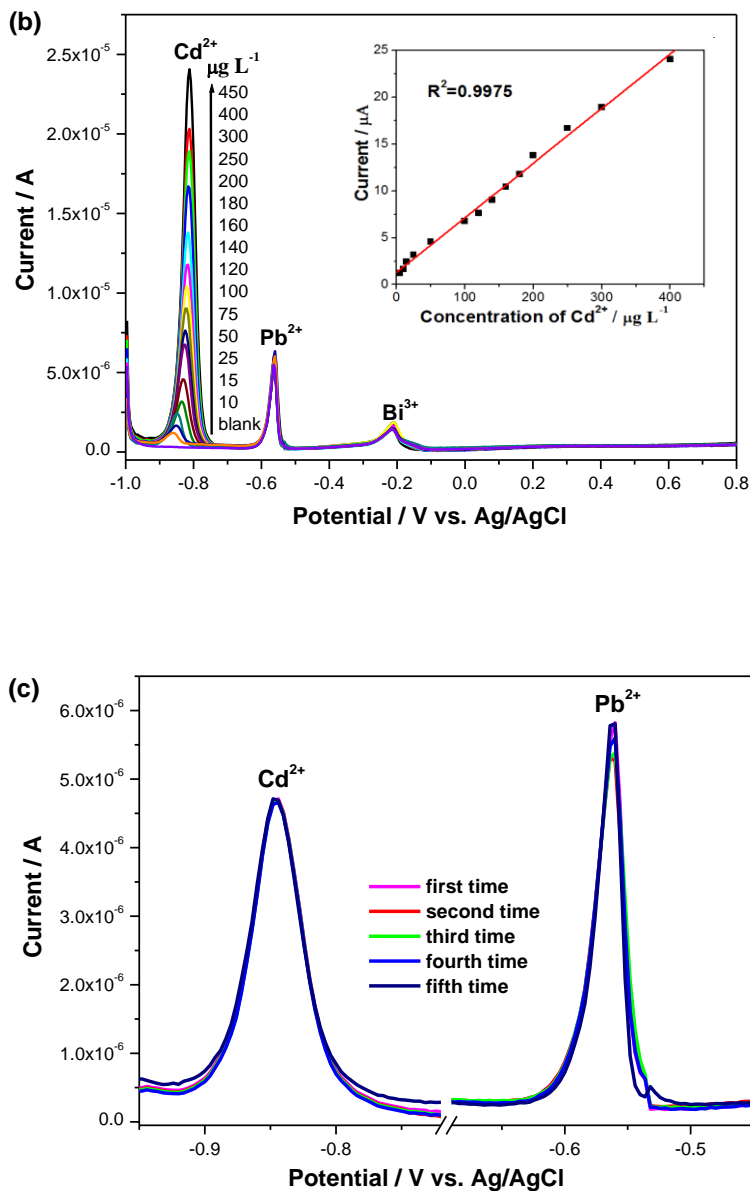 (b)
Cd²⁺
µg L⁻¹
450
400
300
250
200
180
160
140
120
100
75
50
25
15
10
blank
Pb²⁺
Bi³⁺
2.5x10⁻⁵
2.0x10⁻⁵
1.5x10⁻⁵
1.0x10⁻⁵
5.0x10⁻⁶
0.0
Current / A
-1.0 -0.8 -0.6 -0.4 -0.2 0.0 0.2 0.4 0.6 0.8
Potential / V vs. Ag/AgCl
R²=0.9975
25
20
15
10
5
0
Current / µA
0 100 200 300 400
Concentration of Cd²⁺ / µg L⁻¹
(c)
Pb²⁺
Cd²⁺
6.0x10⁻⁶
5.0x10⁻⁶
4.0x10⁻⁶
3.0x10⁻⁶
2.0x10⁻⁶
1.0x10⁻⁶
0.0
Current / A
first time
second time
third time
fourth time
fifth time
-0.9 -0.8 -0.6 -0.5
Potential / V vs. Ag/AgCl